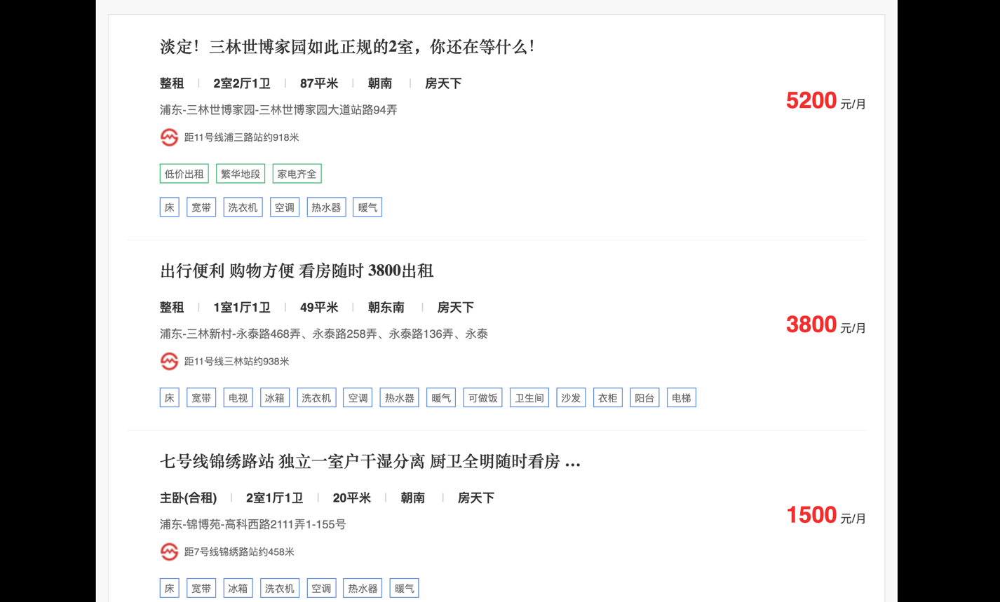 淡定！三林世博家园如此正规的2室，你还在等什么！
整租 | 2室2厅1卫 | 87平米 | 朝南 | 房天下
5200 元/月
浦东-三林世博家园-三林世博家园大道站路94弄
距11号线浦三路站约918米
低价出租 繁华地段 家电齐全
床 宽带 洗衣机 空调 热水器 暖气
出行便利 购物方便 看房随时 3800出租
整租 | 1室1厅1卫 | 49平米 | 朝东南 | 房天下
3800 元/月
浦东-三林新村-永泰路468弄、永泰路258弄、永泰路136弄、永泰
距11号线三林站约938米
床 宽带 电视 冰箱 洗衣机 空调 热水器 暖气 可做饭 卫生间 沙发 衣柜 阳台 电梯
七号线锦绣路站 独立一室户干湿分离 厨卫全明随时看房 ...
主卧(合租) | 2室1厅1卫 | 20平米 | 朝南 | 房天下
1500 元/月
浦东-锦博苑-高科西路2111弄1-155号
距7号线锦绣路站约458米
床 宽带 冰箱 洗衣机 空调 热水器 暖气